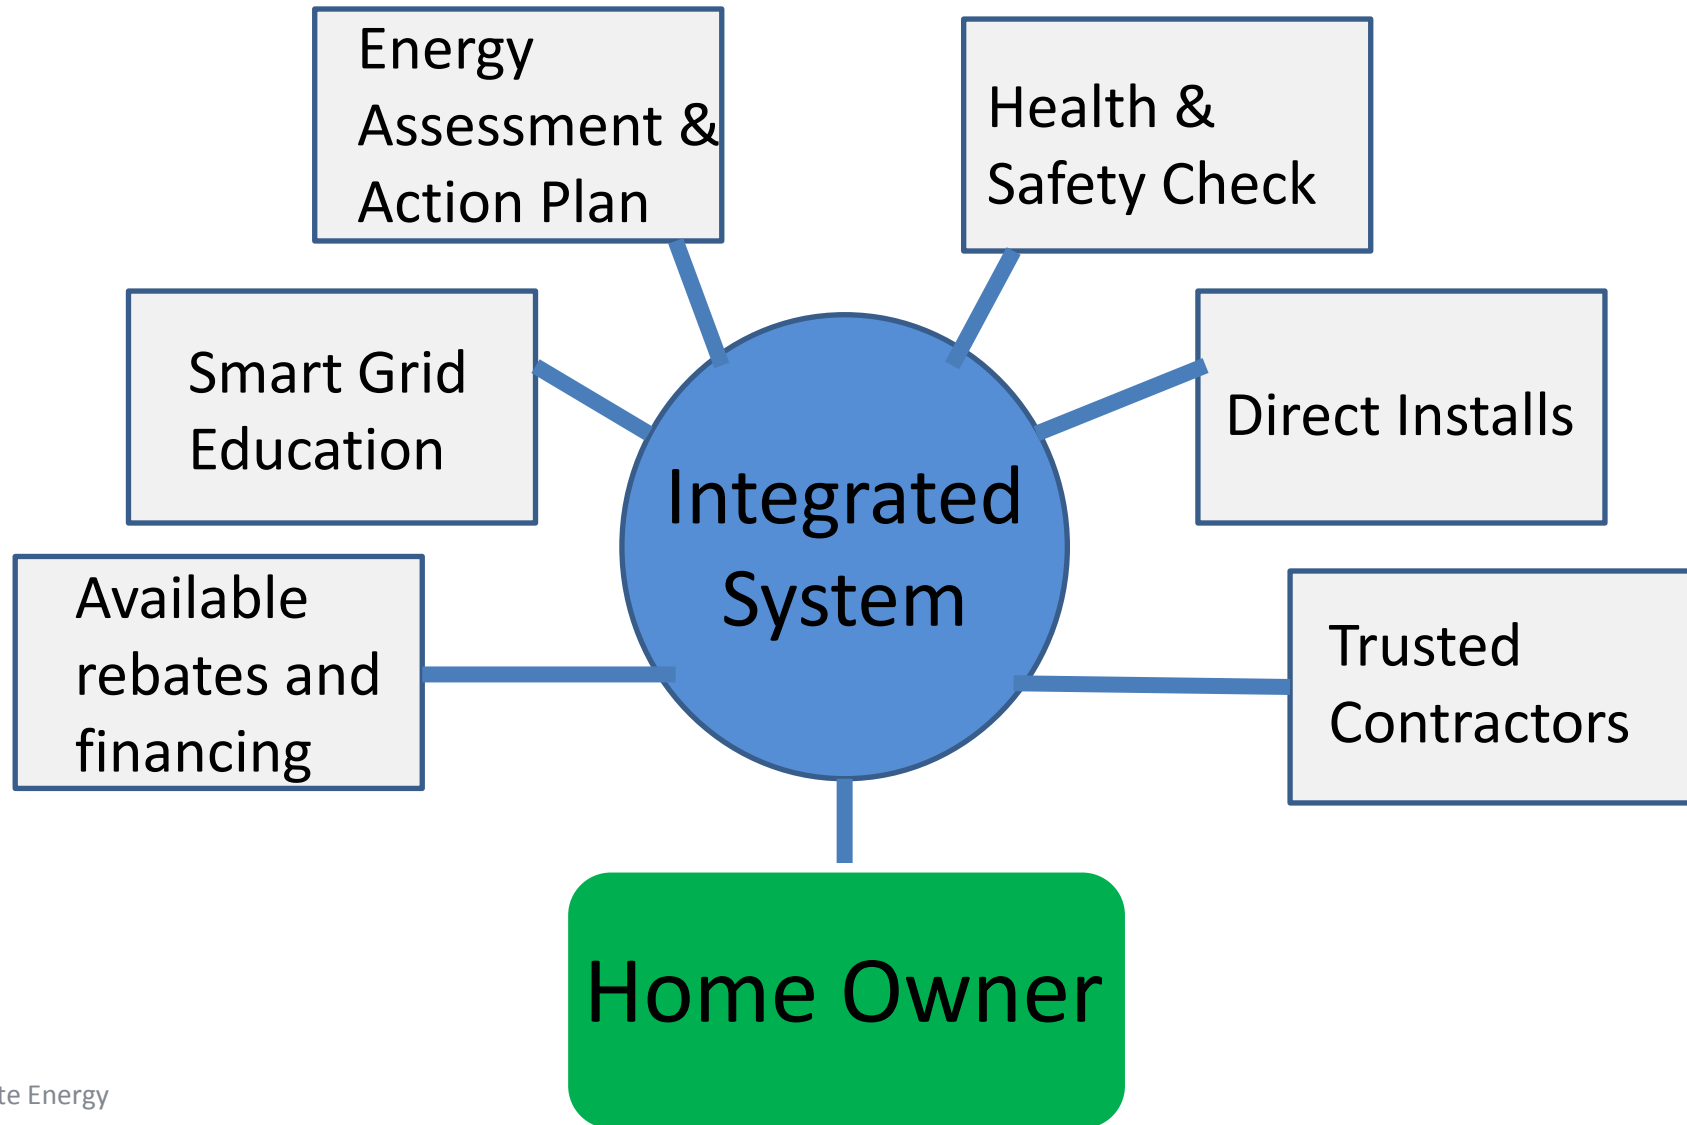 Energy
Assessment &
Action Plan
Health &
Safety Check
Smart Grid
Education
Direct Installs
Integrated
System
Available
rebates and
financing
Trusted
Contractors
Home Owner
Energy